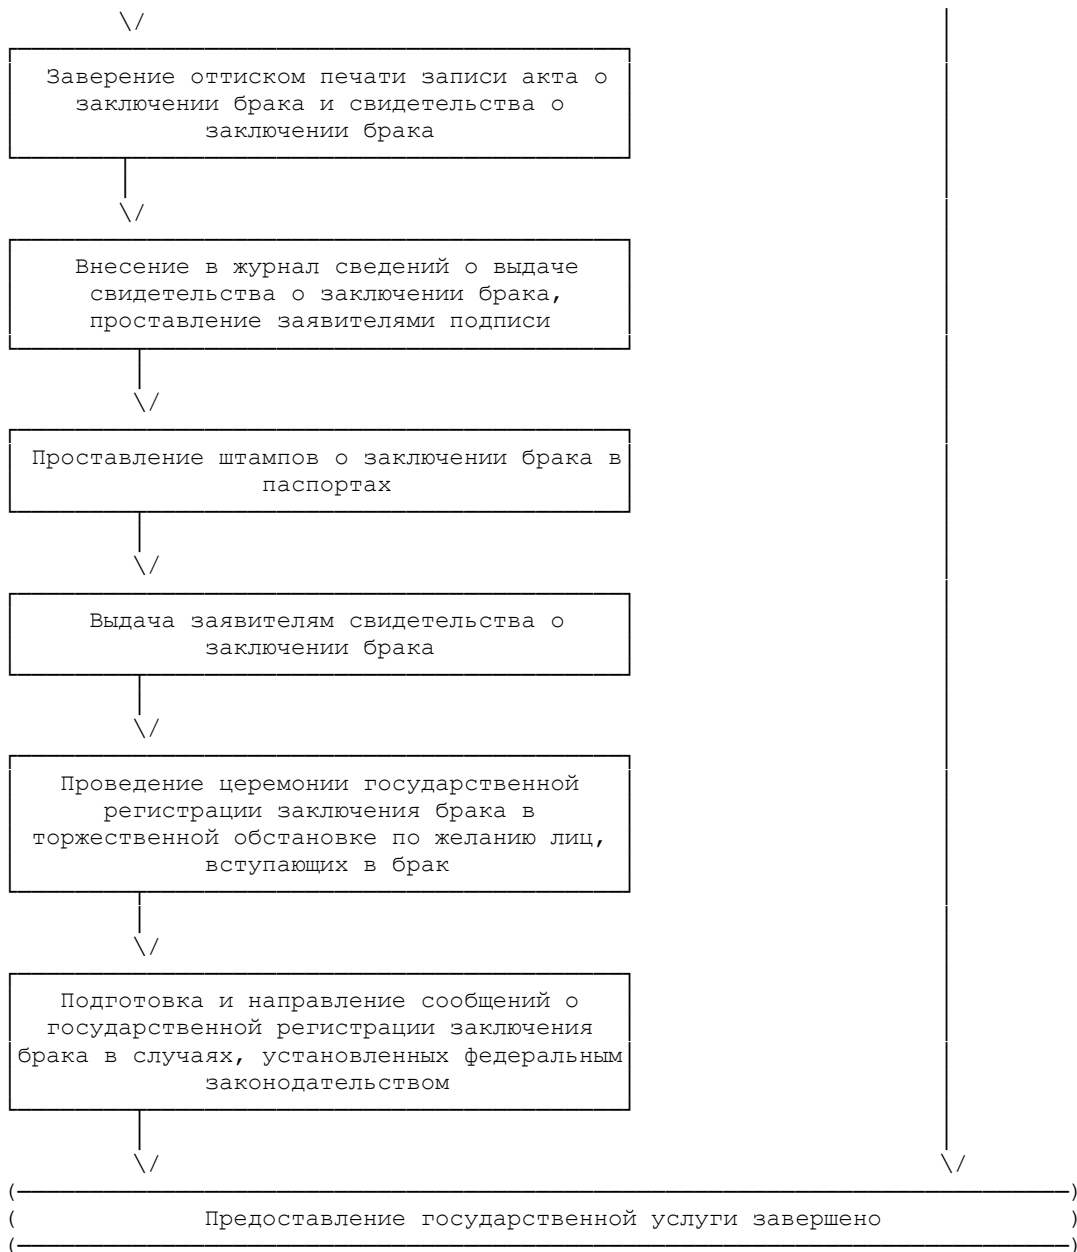 Заверение оттиском печати записи акта о
заключении брака и свидетельства о
заключении брака
Внесение в журнал сведений о выдаче
свидетельства о заключении брака,
проставление заявителями подписи
Проставление штампов о заключении брака в
паспортах
Выдача заявителям свидетельства о
заключении брака
Проведение церемонии государственной
регистрации заключения брака в
торжественной обстановке по желанию лиц,
вступающих в брак
Подготовка и направление сообщений о
государственной регистрации заключения
брака в случаях, установленных федеральным
законодательством
Предоставление государственной услуги завершено